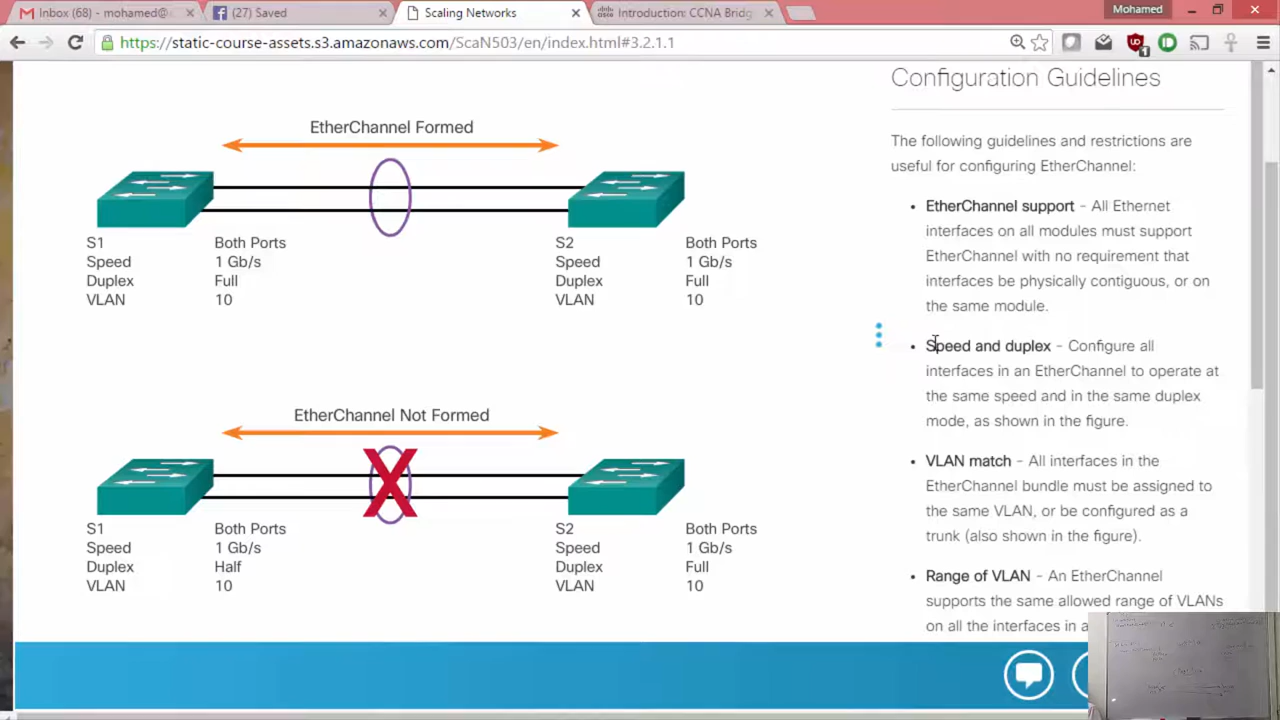 Inbox (68) - mohamed@
(27) Saved
Scaling Networks
Introduction: CCNA Bridg
Mohamed
https://static-course-assets.s3.amazonaws.com/ScaN503/en/index.html#3.2.1.1
EtherChannel Formed
S1 Both Ports
Speed 1 Gb/s
Duplex Full
VLAN 10
S2 Both Ports
Speed 1 Gb/s
Duplex Full
VLAN 10
EtherChannel Not Formed
S1 Both Ports
Speed 1 Gb/s
Duplex Half
VLAN 10
S2 Both Ports
Speed 1 Gb/s
Duplex Full
VLAN 10
Configuration Guidelines
The following guidelines and restrictions are
useful for configuring EtherChannel:
• EtherChannel support - All Ethernet
interfaces on all modules must support
EtherChannel with no requirement that
interfaces be physically contiguous, or on
the same module.
• Speed and duplex - Configure all
interfaces in an EtherChannel to operate at
the same speed and in the same duplex
mode, as shown in the figure.
• VLAN match - All interfaces in the
EtherChannel bundle must be assigned to
the same VLAN, or be configured as a
trunk (also shown in the figure).
• Range of VLAN - An EtherChannel
supports the same allowed range of VLANs
on all the interfaces in a